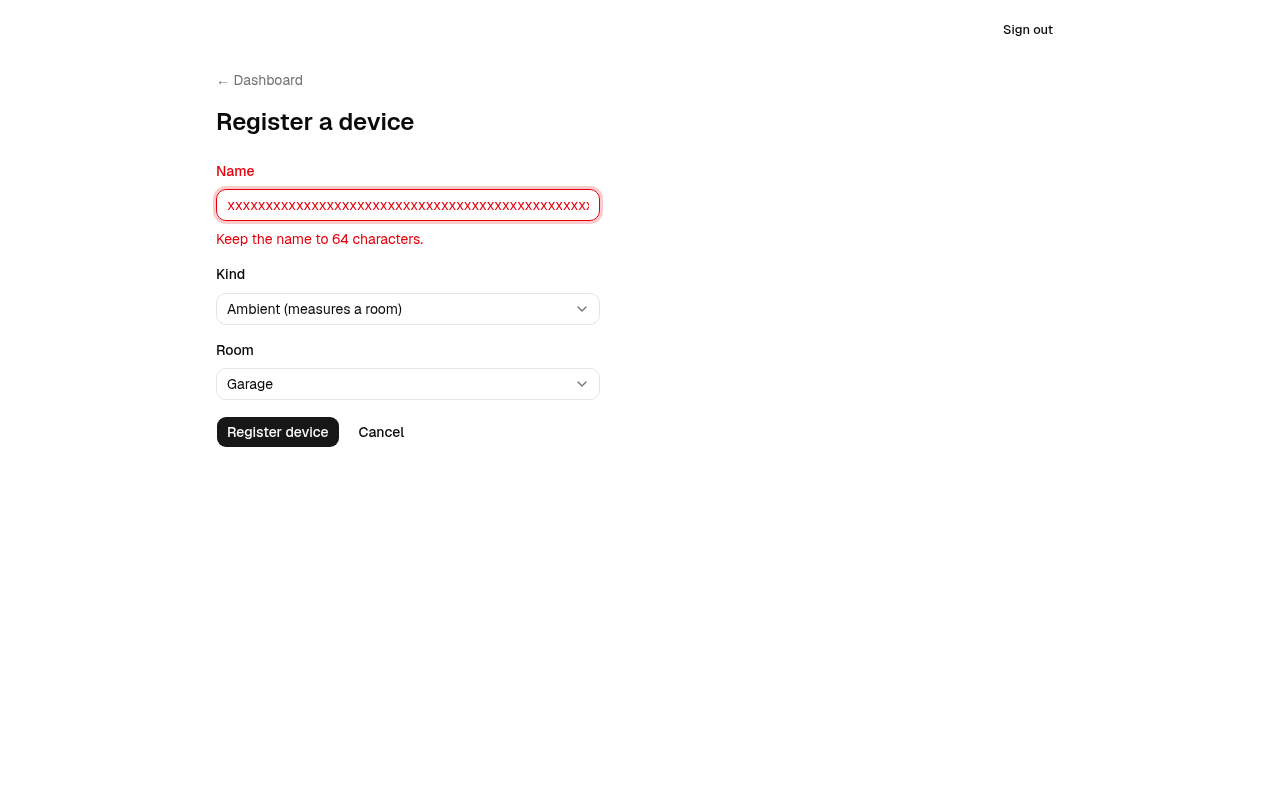 Sign out
← Dashboard
Register a device
Name
xxxxxxxxxxxxxxxxxxxxxxxxxxxxxxxxxxxxxxxxxxxxxxxx
Keep the name to 64 characters.
Kind
Ambient (measures a room)
Room
Garage
Register device
Cancel